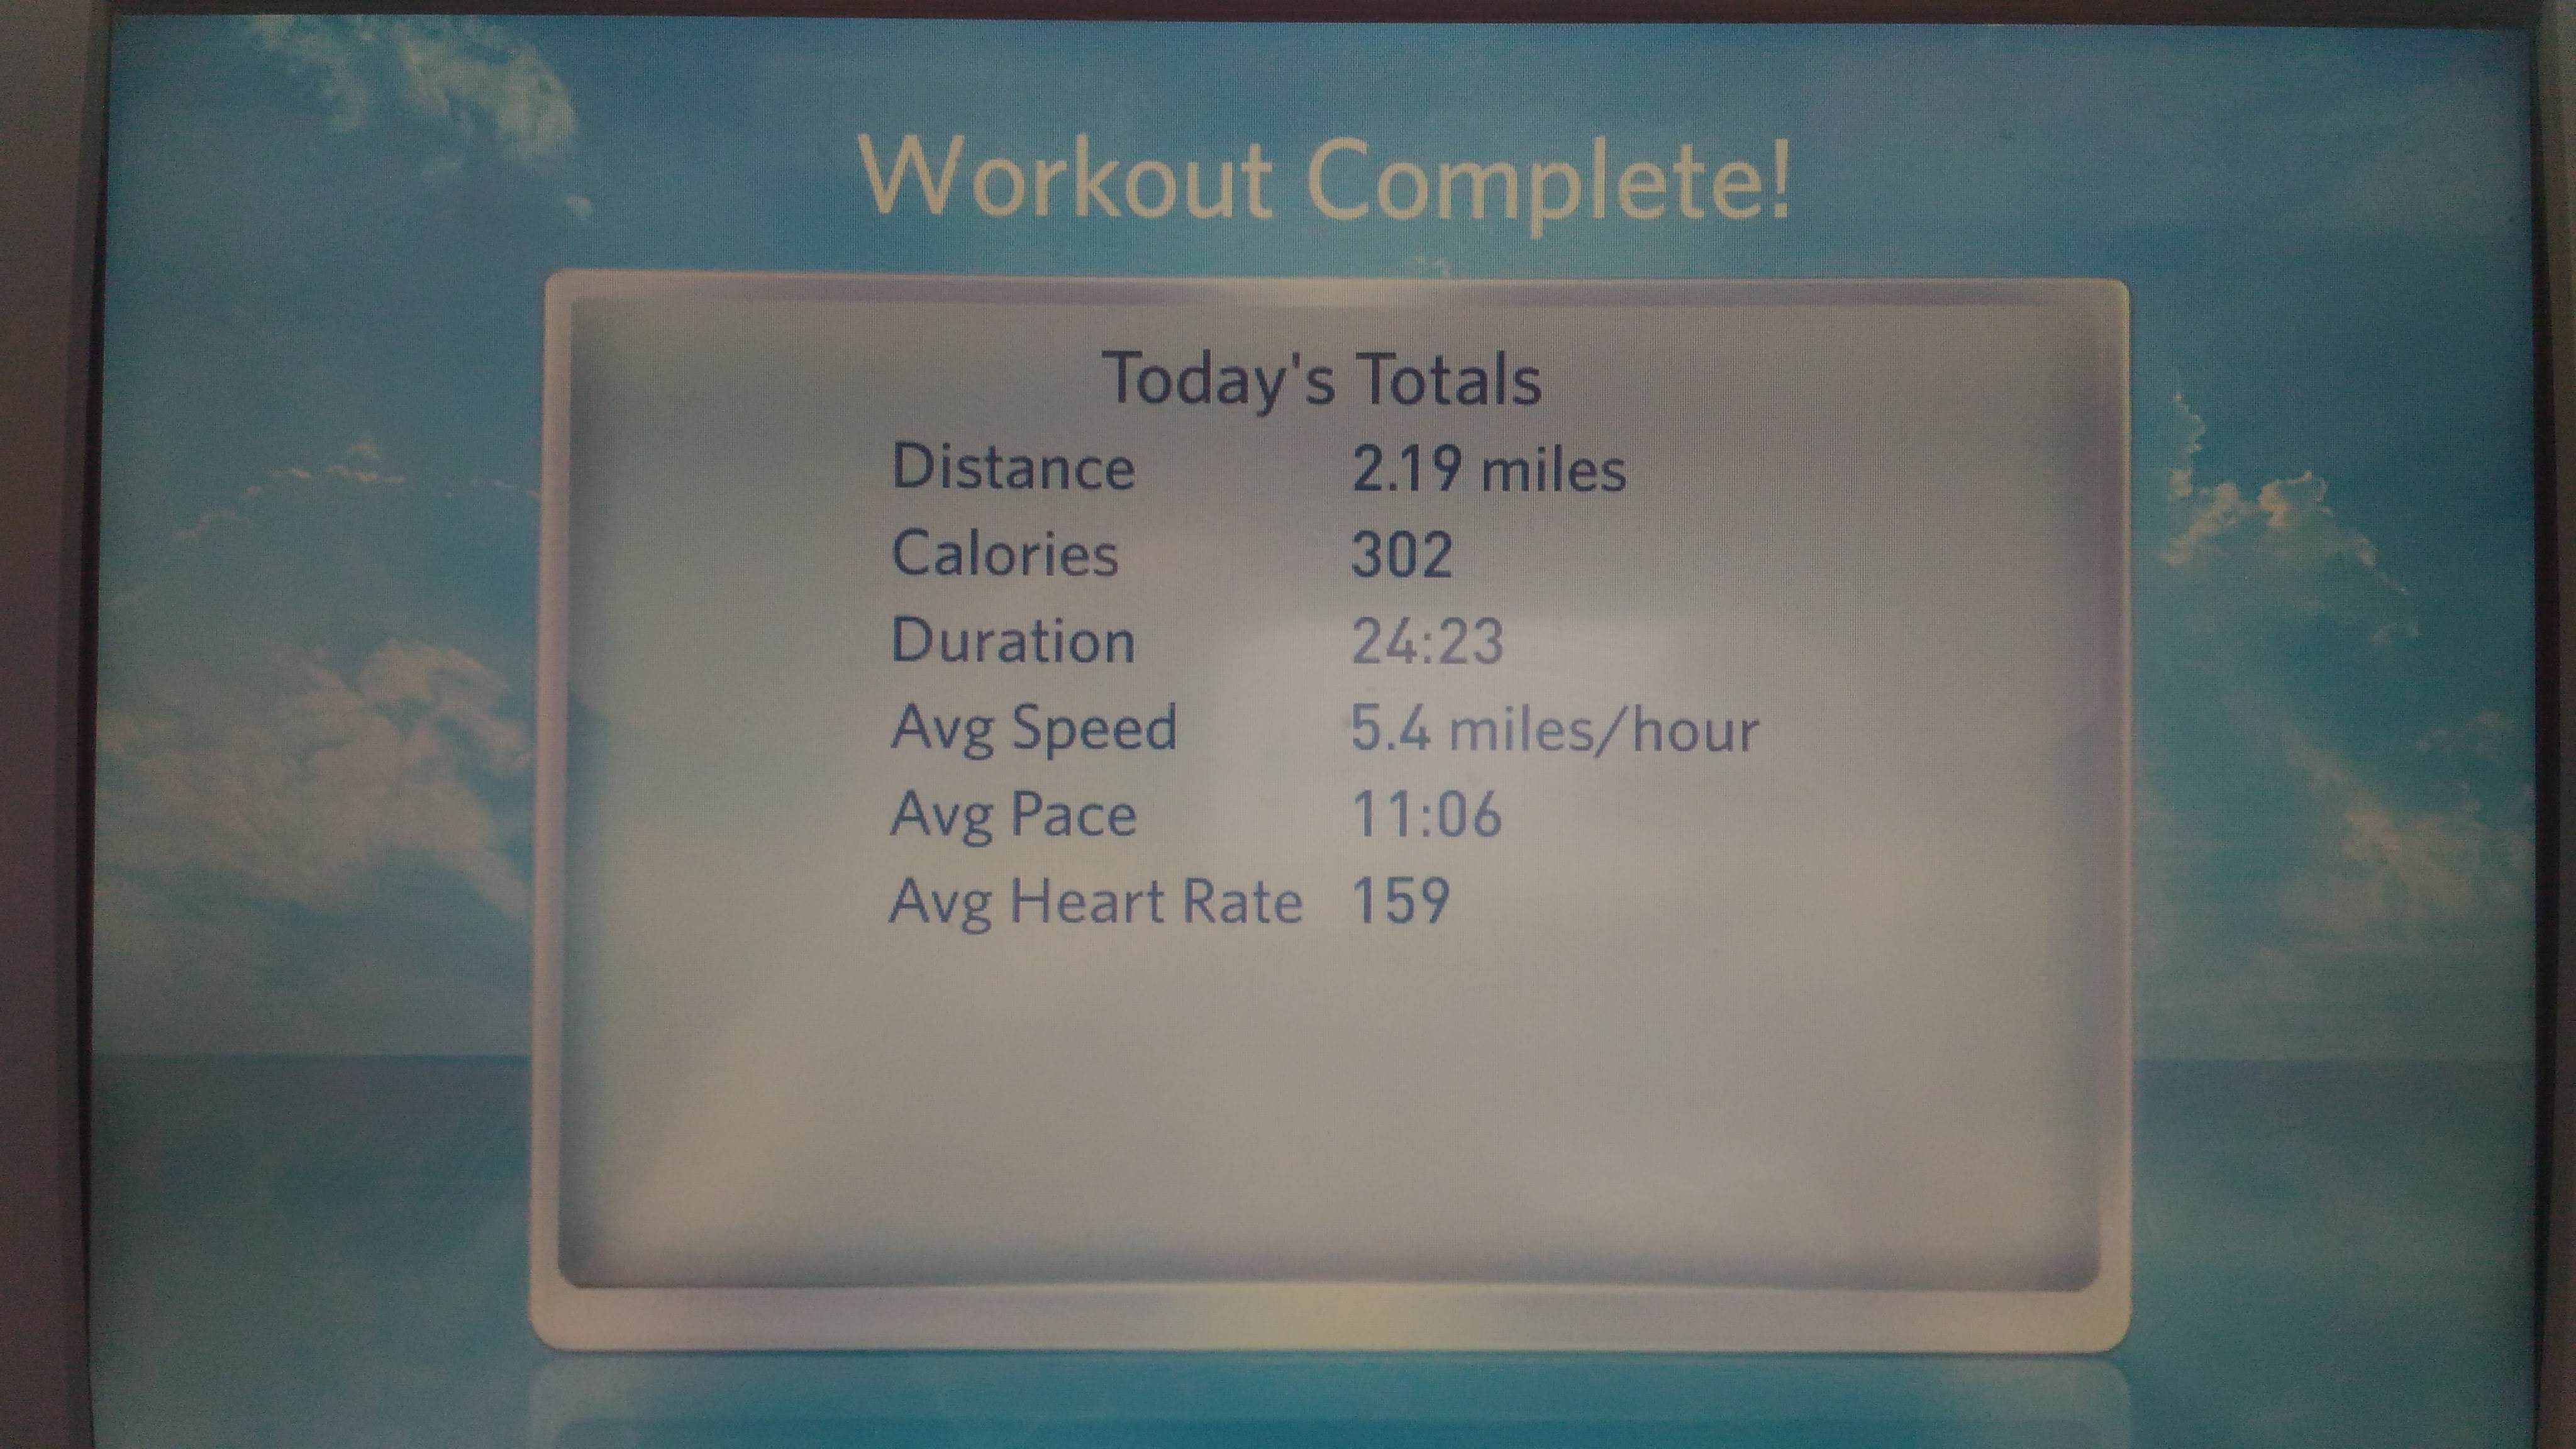 Workout Complete!
Today's Totals
Distance 2.19 miles
Calories 302
Duration 24:23
Avg Speed 5.4 miles/hour
Avg Pace 11:06
Avg Heart Rate 159